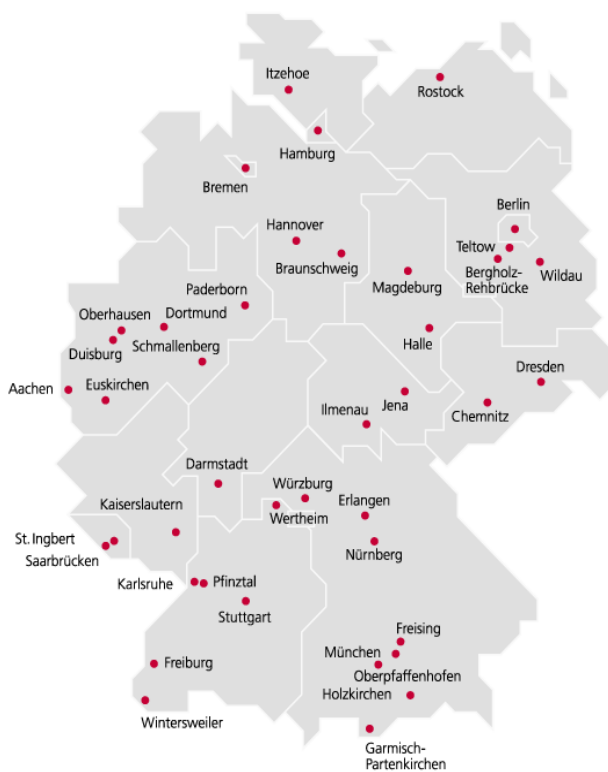 Itzehoe
Rostock
Hamburg
Bremen
Berlin
Hannover
Teltow
Braunschweig
Bergholz-
Rehbrücke
Wildau
Magdeburg
Paderborn
Oberhausen
Dortmund
Halle
Duisburg
Schmallenberg
Dresden
Aachen
Euskirchen
Jena
Ilmenau
Chemnitz
Darmstadt
Würzburg
Kaiserslautern
Erlangen
Wertheim
St. Ingbert
Nürnberg
Saarbrücken
Karlsruhe
Pfinztal
Stuttgart
Freising
München
Freiburg
Oberpfaffenhofen
Holzkirchen
Wintersweiler
Garmisch-
Partenkirchen